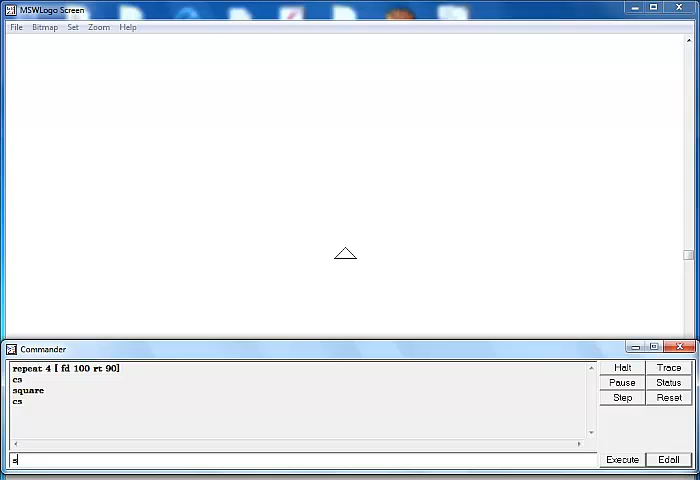 MSWLogo Screen
File Bitmap Set Zoom Help
Commander
repeat 4 [ fd 100 rt 90]
cs
square
cs
Halt Trace
Pause Status
Step Reset
s
Execute Edall